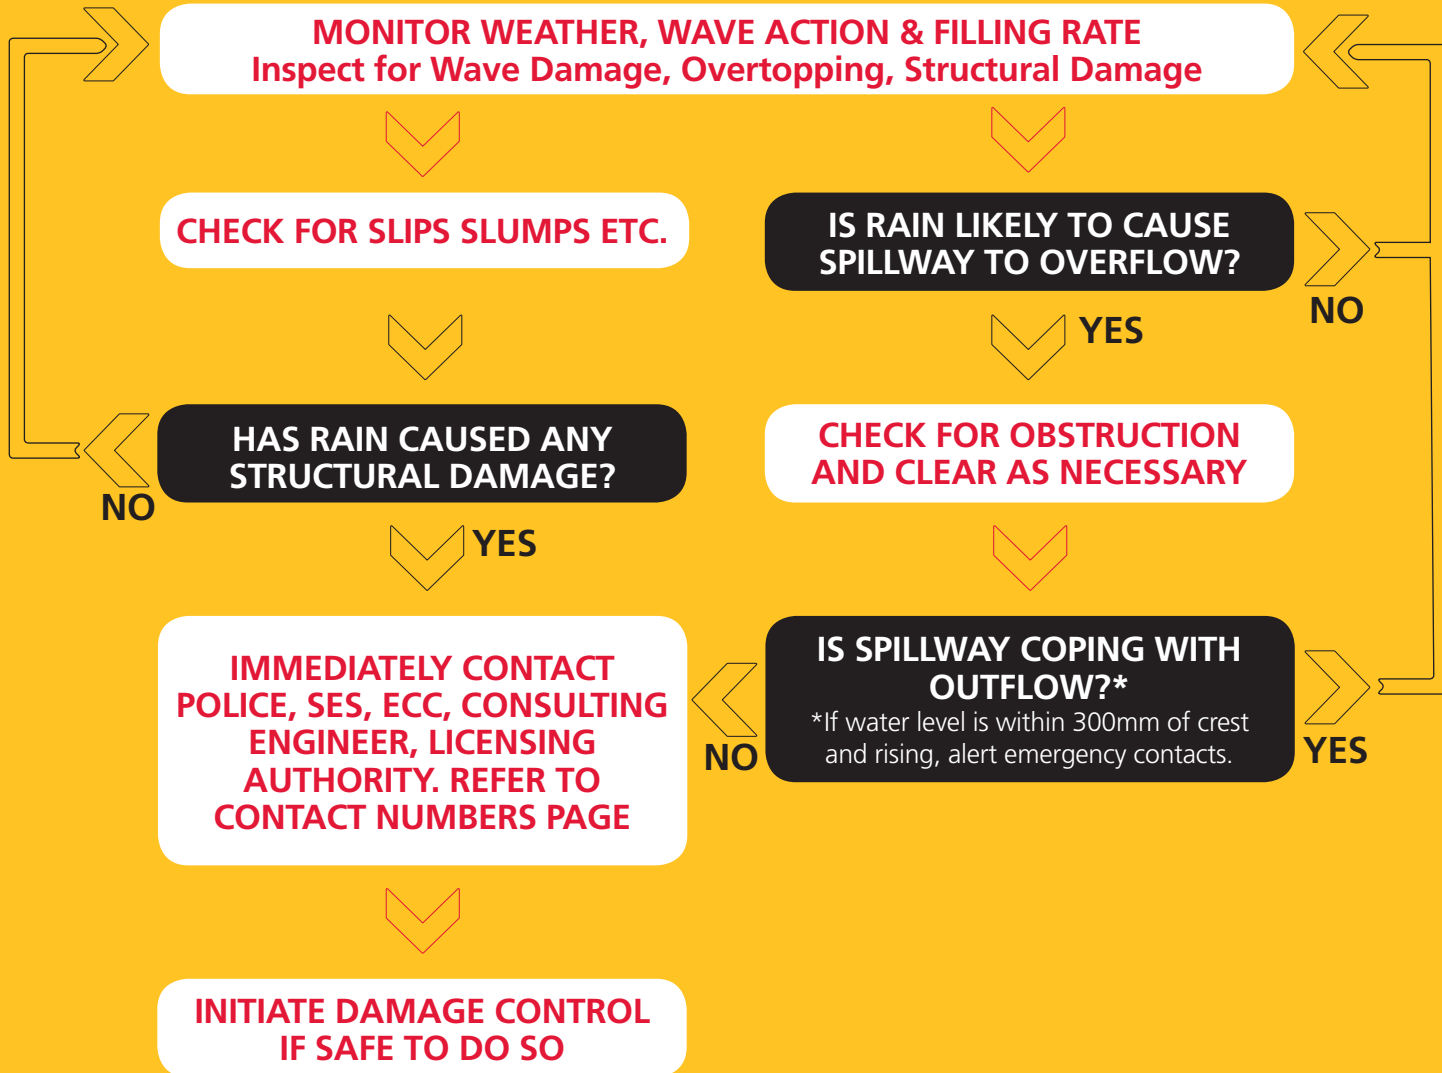 MONITOR WEATHER, WAVE ACTION & FILLING RATE
Inspect for Wave Damage, Overtopping, Structural Damage
CHECK FOR SLIPS SLUMPS ETC.
IS RAIN LIKELY TO CAUSE
SPILLWAY TO OVERFLOW?
NO
YES
HAS RAIN CAUSED ANY
STRUCTURAL DAMAGE?
NO
YES
CHECK FOR OBSTRUCTION
AND CLEAR AS NECESSARY
IMMEDIATELY CONTACT
POLICE, SES, ECC, CONSULTING
ENGINEER, LICENSING
AUTHORITY. REFER TO
CONTACT NUMBERS PAGE
IS SPILLWAY COPING WITH
OUTFLOW?*
*If water level is within 300mm of crest
and rising, alert emergency contacts.
NO
YES
INITIATE DAMAGE CONTROL
IF SAFE TO DO SO